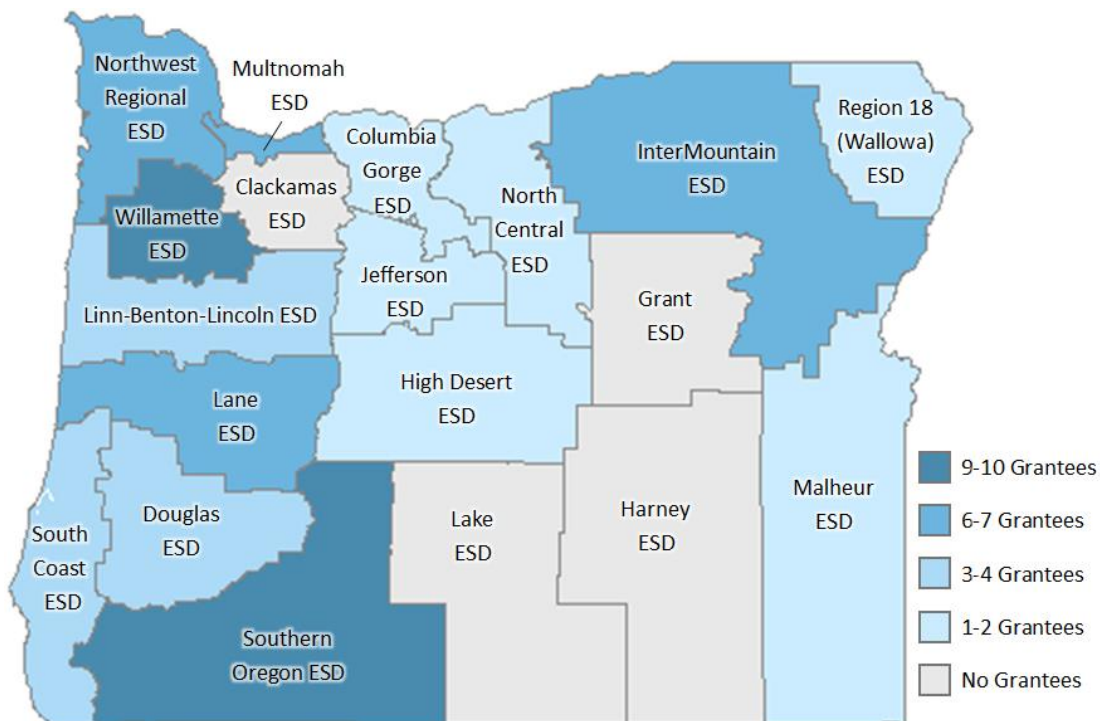 Northwest
Regional
ESD
Multnomah
ESD
Columbia
Gorge
ESD
Clackamas
ESD
Willamette
ESD
North
Central
ESD
InterMountain
ESD
Region 18
(Wallowa)
ESD
Jefferson
ESD
Linn-Benton-Lincoln ESD
Grant
ESD
Lane
ESD
High Desert
ESD
South
Coast
ESD
Douglas
ESD
Lake
ESD
Harney
ESD
Malheur
ESD
Southern
Oregon ESD
9-10 Grantees
6-7 Grantees
3-4 Grantees
1-2 Grantees
No Grantees